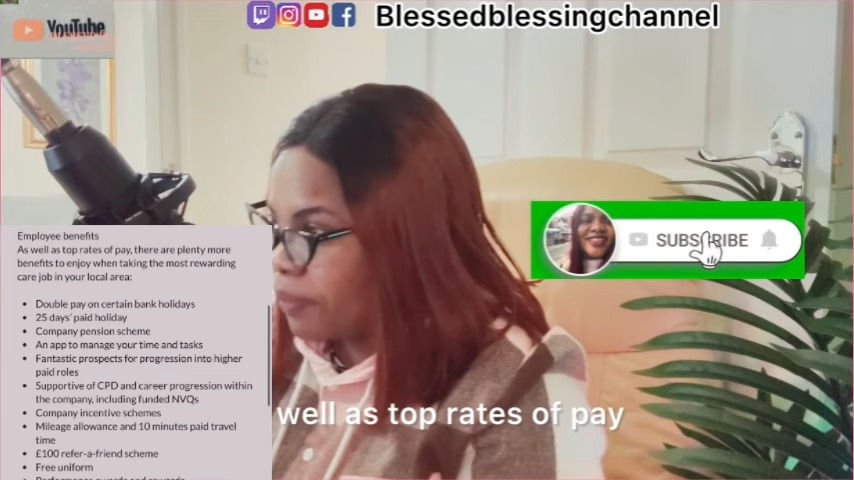 Blessedblessingchannel
YouTube
SUBSCRIBE
Employee benefits
As well as top rates of pay, there are plenty more
benefits to enjoy when taking the most rewarding
care job in your local area:
• Double pay on certain bank holidays
• 25 days' paid holiday
• Company pension scheme
• An app to manage your time and tasks
• Fantastic prospects for progression into higher
paid roles
• Supportive of CPD and career progression within
the company, including funded NVQs
• Company incentive schemes
• Mileage allowance and 10 minutes paid travel
time
• £100 refer-a-friend scheme
• Free uniform
well as top rates of pay